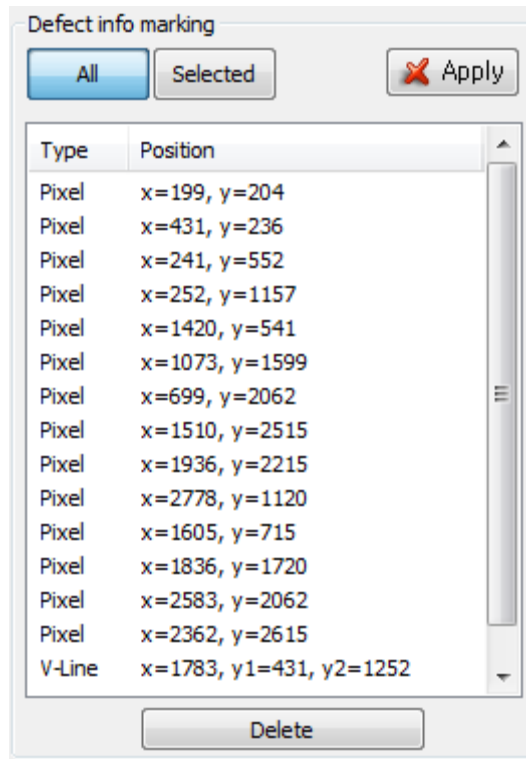 Defect info marking
All Selected Apply
Type Position
Pixel x=199, y=204
Pixel x=431, y=236
Pixel x=241, y=552
Pixel x=252, y=1157
Pixel x=1420, y=541
Pixel x=1073, y=1599
Pixel x=699, y=2062
Pixel x=1510, y=2515
Pixel x=1936, y=2215
Pixel x=2778, y=1120
Pixel x=1605, y=715
Pixel x=1836, y=1720
Pixel x=2583, y=2062
Pixel x=2362, y=2615
V-Line x=1783, y1=431, y2=1252
Delete